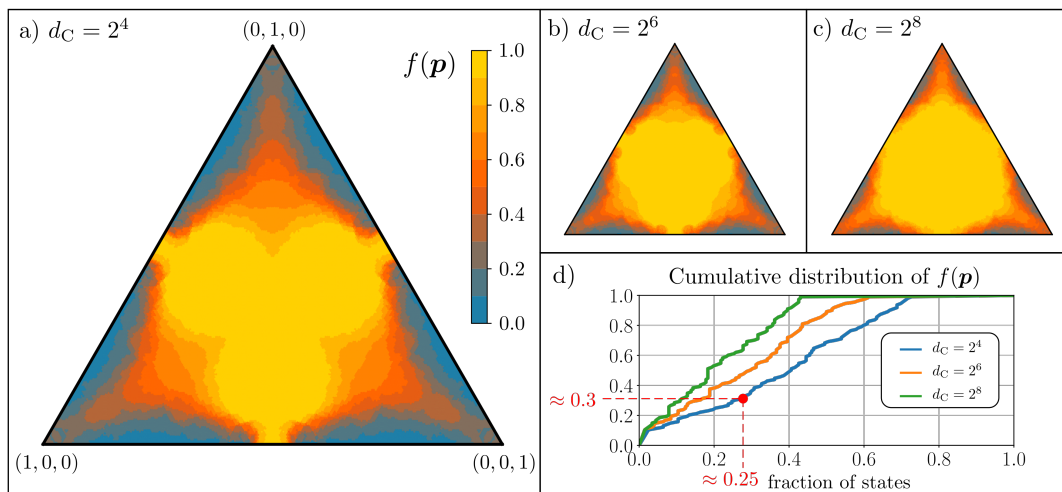 a) d_C = 2^4
(0, 1, 0)
f(p)
1.0
0.8
0.6
0.4
0.2
0.0
(1, 0, 0)
(0, 0, 1)
b) d_C = 2^6
c) d_C = 2^8
d)
Cumulative distribution of f(p)
1.0
0.8
0.6
0.4
0.2
0.0
≈ 0.3
d_C = 2^4
d_C = 2^6
d_C = 2^8
0.0
0.2
0.4
0.6
0.8
1.0
≈ 0.25
fraction of states